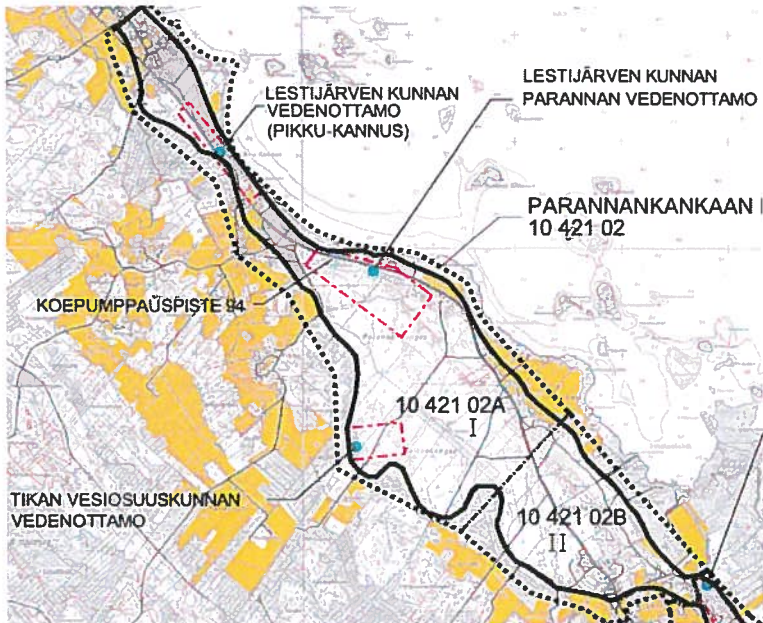 LESTIJÄRVEN KUNNAN
VEDENOTTAMO
(PIKKU-KANNUS)
LESTIJÄRVEN KUNNAN
PARANNAN VEDENOTTAMO
PARANNANKANKAAN
10 421 02
KOEPUMPPAUSPISTE 94
10 421 02A
I
TIKAN VESIOSUUSKUNNAN
VEDENOTTAMO
10 421 02B
II